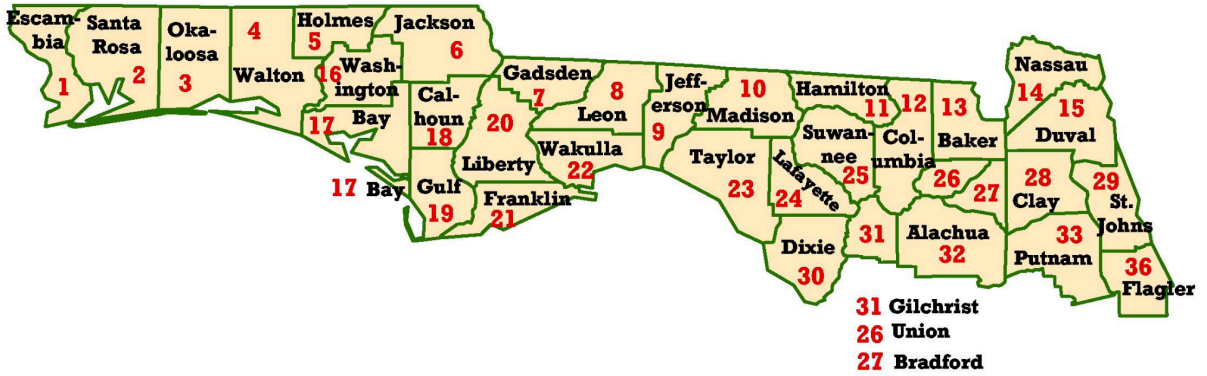 Escam-
bia
1
Santa
Rosa
2
Oka-
loosa
3
4
Walton
Holmes
5
Jackson
6
16
Wash-
ington
17
Bay
17 Bay
Cal-
houn
18
Gulf
19
Gadsden
7
20
Liberty
Franklin
21
8
Leon
Wakulla
22
Jeff-
erson
9
10
Madison
Taylor
23
Hamilton
11
Suwan-
nee
25
Lafayette
24
12
Col-
umbia
13
Baker
26
27
Nassau
14
15
Duval
28
Clay
29
St.
Johns
Dixie
30
31
Alachua
32
33
Putnam
36
Flagler
31 Gilchrist
26 Union
27 Bradford